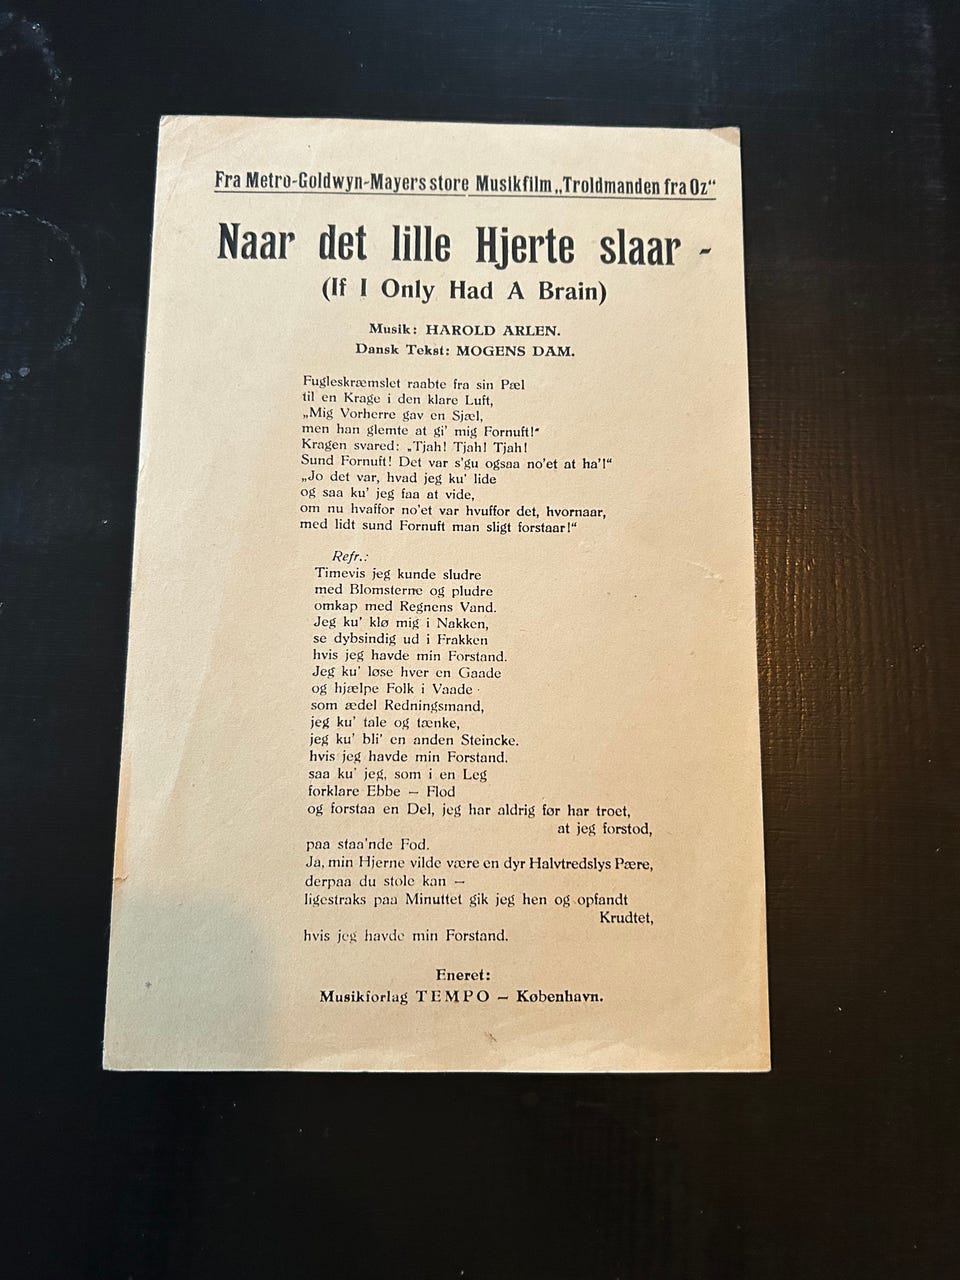 Fra Metro-Goldwyn-Mayers store Musikfilm „Troldmanden fra Oz“
Naar det lille Hjerte slaar -
(If I Only Had A Brain)
Musik: HAROLD ARLEN.
Dansk Tekst: MOGENS DAM.
Fugleskræmslet raabte fra sin Pæl
til en Krage i den klare Luft,
„Mig Vorherre gav en Sjæl,
men han glemte at gi' mig Fornuft!“
Kragen svared: „Tjah! Tjah! Tjah!
Sund Fornuft! Det var s'gu ogsaa no'et at ha'!“
„Jo det var, hvad jeg ku' lide
og saa ku' jeg faa at vide,
om nu hvaffor no'et var hvuffor det, hvornaar,
med lidt sund Fornuft man sligt forstaar!“
Refr.:
Timevis jeg kunde sludre
med Blomsterne og pludre
omkap med Regnens Vand.
Jeg ku' klø mig i Nakken,
se dybsindig ud i Frakken
hvis jeg havde min Forstand.
Jeg ku' løse hver en Gaade
og hjælpe Folk i Vaade
som ædel Redningsmand,
jeg ku' tale og tænke,
jeg ku' bli' en anden Steincke.
hvis jeg havde min Forstand.
saa ku' jeg, som i en Leg
forklare Ebbe — Flod
og forstaa en Del, jeg har aldrig før har troet,
at jeg forstod,
paa staa'nde Fod.
Ja, min Hjerne vilde være en dyr Halvtredslys Pære,
derpaa du stole kan —
ligestraks paa Minuttet gik jeg hen og opfandt
Krudtet,
hvis jeg havde min Forstand.
Eneret:
Musikforlag TEMPO — København.